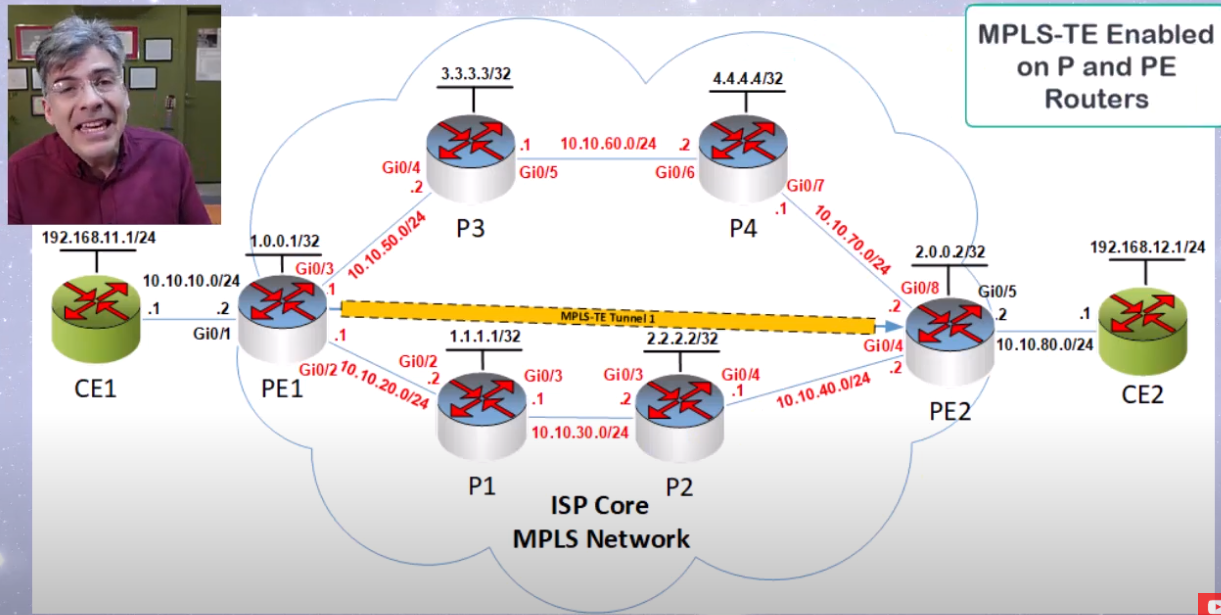 MPLS-TE Enabled
on P and PE
Routers
3.3.3.3/32
4.4.4.4/32
.1
10.10.60.0/24
.2
Gi0/4
.2
Gi0/5
Gi0/6
Gi0/7
.1
P3
P4
10.10.50.0/24
10.10.70.0/24
192.168.11.1/24
1.0.0.1/32
2.0.0.2/32
192.168.12.1/24
10.10.10.0/24
Gi0/3
.1
Gi0/8
.2
Gi0/5
.2
.1
.2
Gi0/1
MPLS-TE Tunnel 1
.1
10.10.80.0/24
.1
Gi0/2
10.10.20.0/24
Gi0/2
.2
1.1.1.1/32
2.2.2.2/32
Gi0/4
.2
CE1
PE1
Gi0/3
.1
Gi0/3
.2
Gi0/4
.1
10.10.40.0/24
PE2
CE2
10.10.30.0/24
P1
P2
ISP Core
MPLS Network